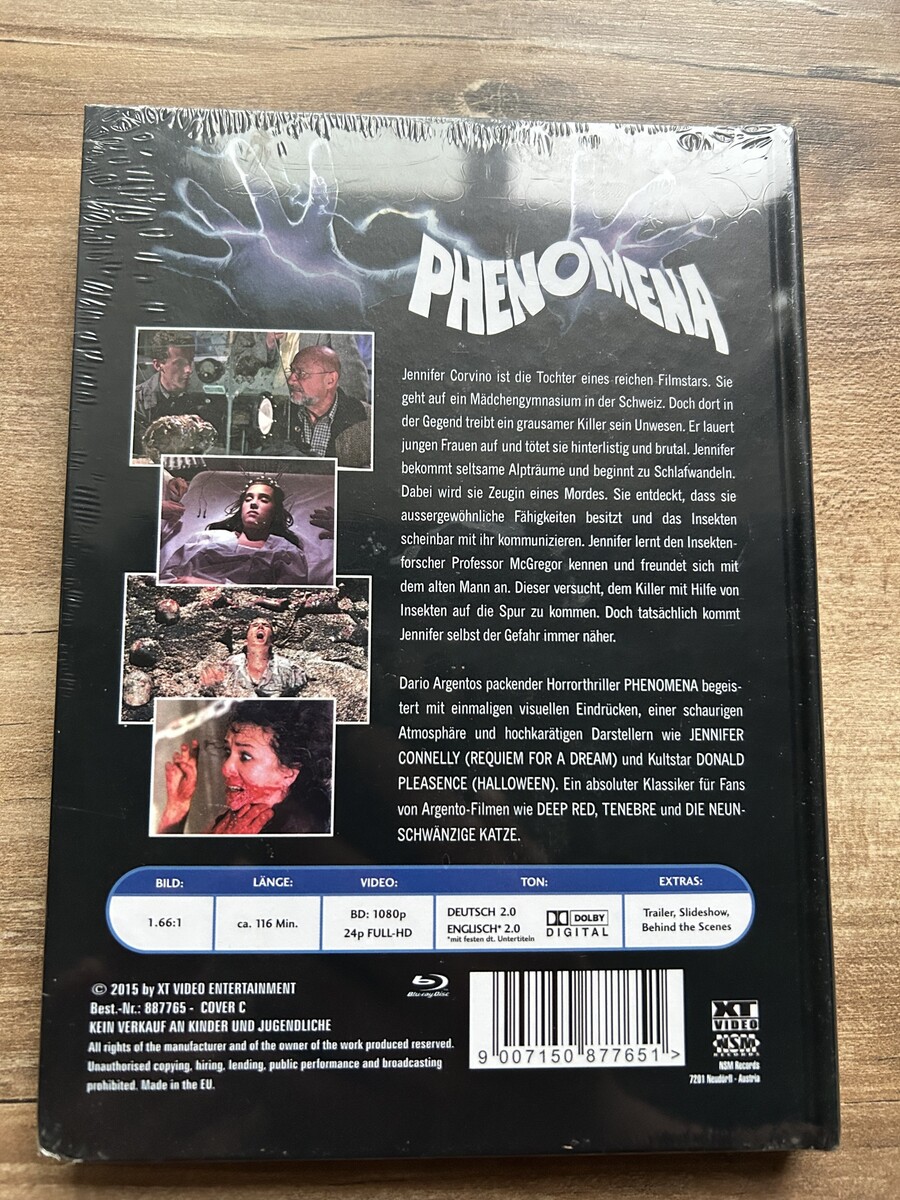 PHENOMENA
Jennifer Corvino ist die Tochter eines reichen Filmstars. Sie
geht auf ein Mädchengymnasium in der Schweiz. Doch dort in
der Gegend treibt ein grausamer Killer sein Unwesen. Er lauert
jungen Frauen auf und tötet sie hinterlistig und brutal. Jennifer
bekommt seltsame Alpträume und beginnt zu Schlafwandeln.
Dabei wird sie Zeugin eines Mordes. Sie entdeckt, dass sie
aussergewöhnliche Fähigkeiten besitzt und das Insekten
scheinbar mit ihr kommunizieren. Jennifer lernt den Insekten-
forscher Professor McGregor kennen und freundet sich mit
dem alten Mann an. Dieser versucht, dem Killer mit Hilfe von
Insekten auf die Spur zu kommen. Doch tatsächlich kommt
Jennifer selbst der Gefahr immer näher.
Dario Argentos packender Horrorthriller PHENOMENA begeis-
tert mit einmaligen visuellen Eindrücken, einer schaurigen
Atmosphäre und hochkarätigen Darstellern wie JENNIFER
CONNELLY (REQUIEM FOR A DREAM) und Kultstar DONALD
PLEASENCE (HALLOWEEN). Ein absoluter Klassiker für Fans
von Argento-Filmen wie DEEP RED, TENEBRE und DIE NEUN-
SCHWÄNZIGE KATZE.
BILD: LÄNGE: VIDEO: TON: EXTRAS:
1.66:1
ca. 116 Min.
BD: 1080p
24p FULL-HD
DEUTSCH 2.0
ENGLISCH* 2.0
*mit festen dt. Untertiteln
DOLBY
DIGITAL
Trailer, Slideshow,
Behind the Scenes
© 2015 by XT VIDEO ENTERTAINMENT
Best.-Nr.: 887765 - COVER C
KEIN VERKAUF AN KINDER UND JUGENDLICHE
All rights of the manufacturer and of the owner of the work produced reserved.
Unauthorised copying, hiring, lending, public performance and broadcasting
prohibited. Made in the EU.
Blu-ray Disc
9 007150 877651 >
XT
VIDEO
NSM
RECORDS
NSM Records
7201 Neudörfl - Austria